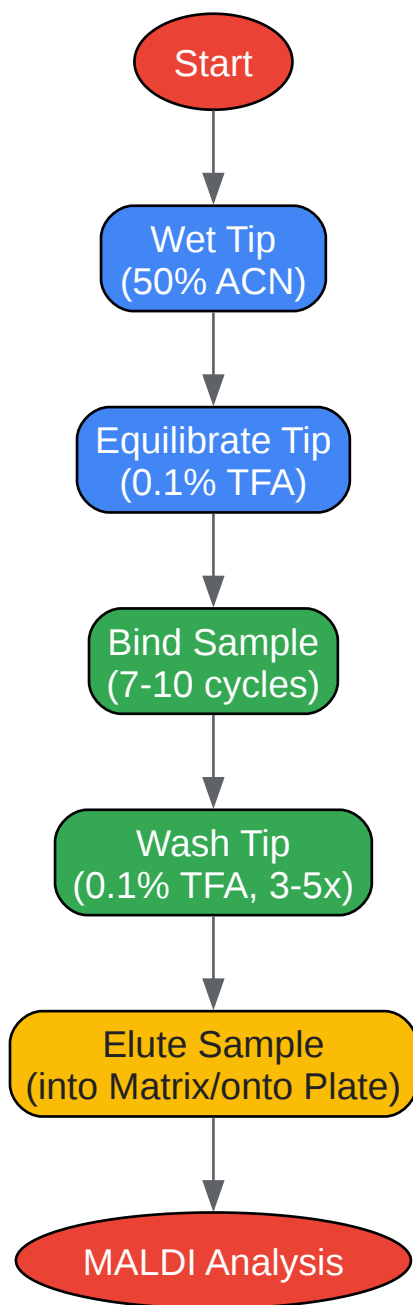 Start
Wet Tip
(50% ACN)
Equilibrate Tip
(0.1% TFA)
Bind Sample
(7-10 cycles)
Wash Tip
(0.1% TFA, 3-5x)
Elute Sample
(into Matrix/onto Plate)
MALDI Analysis